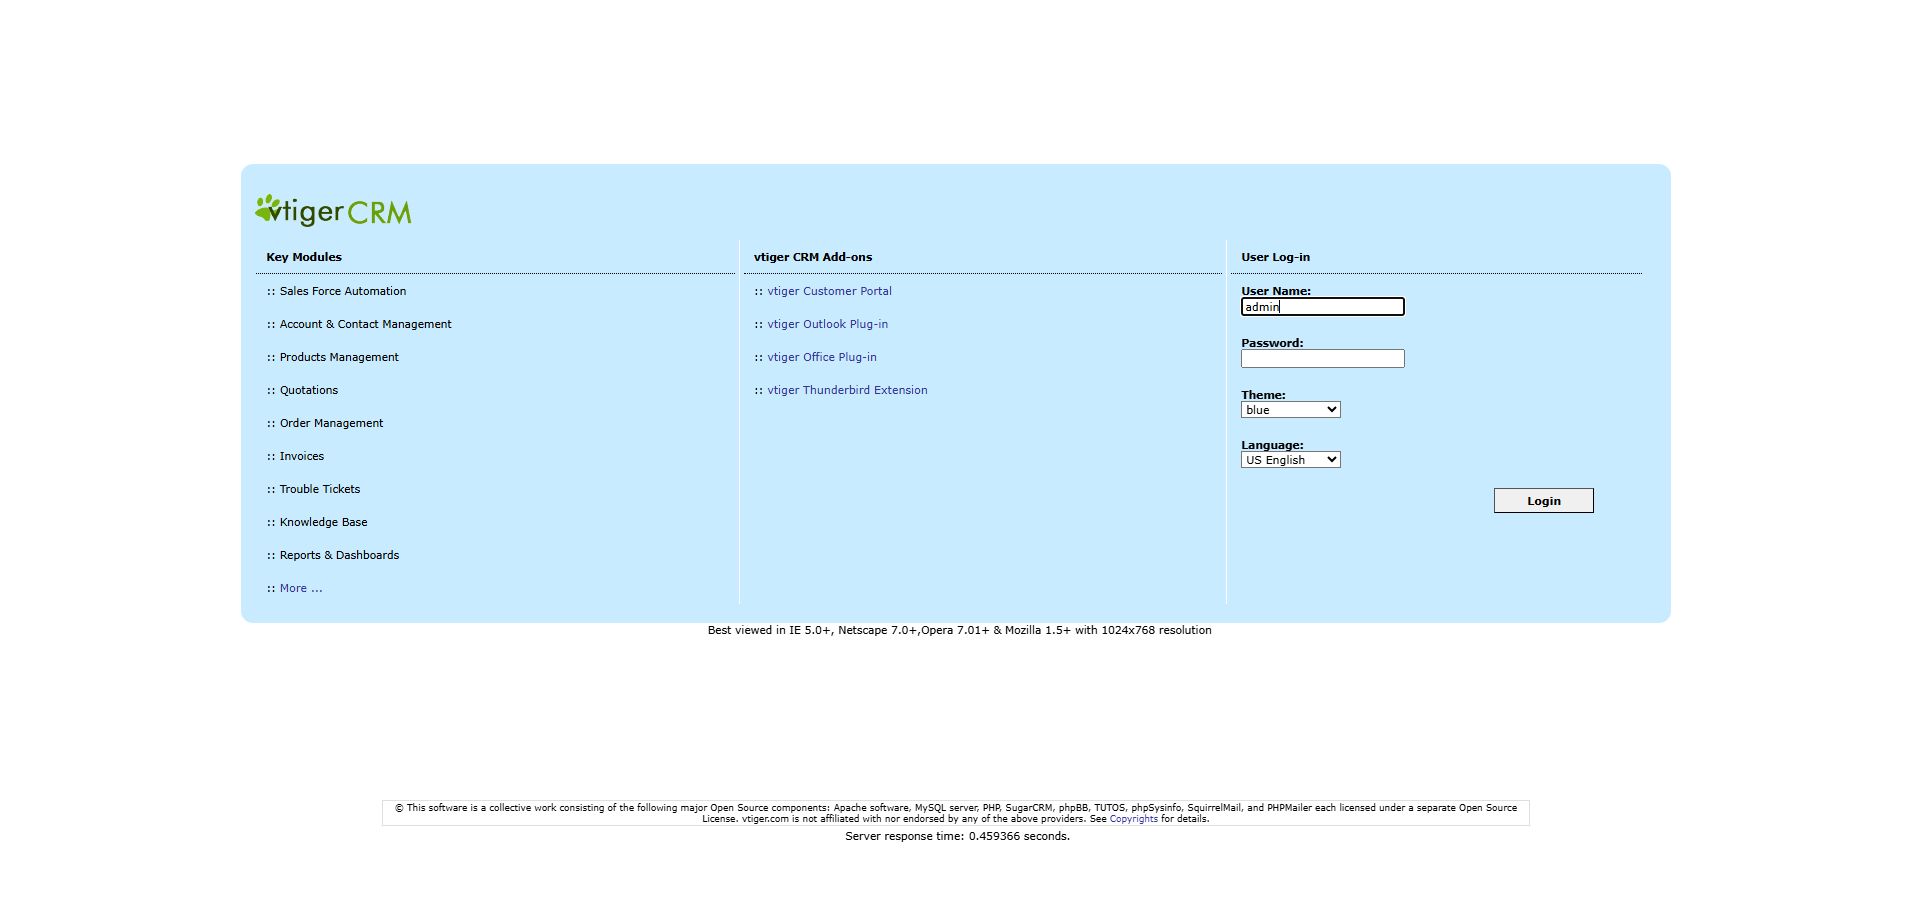 vtiger CRM
Key Modules
:: Sales Force Automation
:: Account & Contact Management
:: Products Management
:: Quotations
:: Order Management
:: Invoices
:: Trouble Tickets
:: Knowledge Base
:: Reports & Dashboards
:: More ...
vtiger CRM Add-ons
:: vtiger Customer Portal
:: vtiger Outlook Plug-in
:: vtiger Office Plug-in
:: vtiger Thunderbird Extension
User Log-in
User Name:
admin
Password:
Theme:
blue
Language:
US English
Login
Best viewed in IE 5.0+, Netscape 7.0+,Opera 7.01+ & Mozilla 1.5+ with 1024x768 resolution
© This software is a collective work consisting of the following major Open Source components: Apache software, MySQL server, PHP, SugarCRM, phpBB, TUTOS, phpSysinfo, SquirrelMail, and PHPMailer each licensed under a separate Open Source
License. vtiger.com is not affiliated with nor endorsed by any of the above providers. See Copyrights for details.
Server response time: 0.459366 seconds.